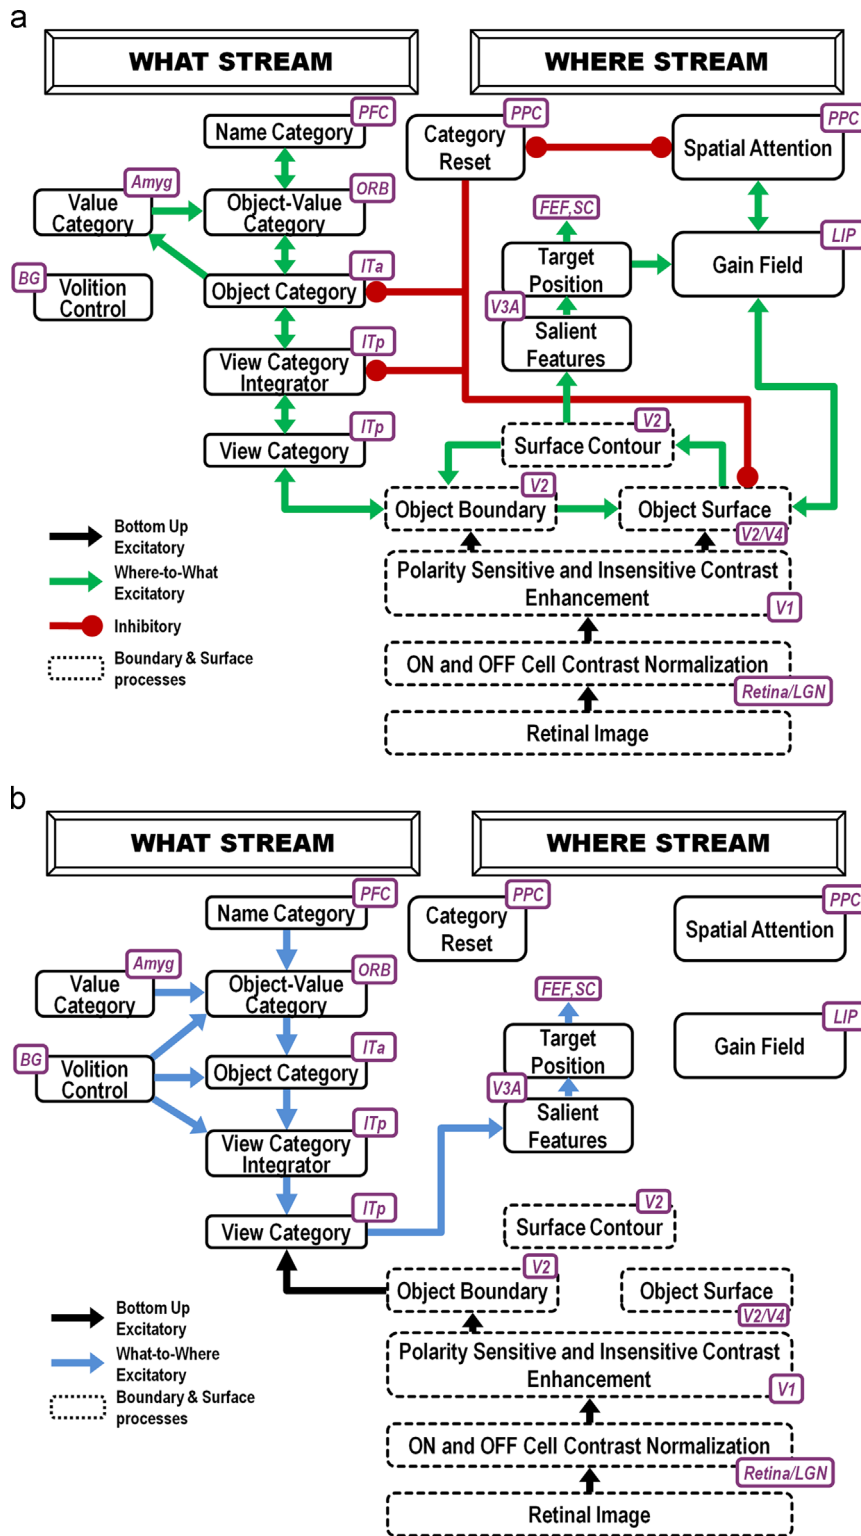 a
WHAT STREAM
WHERE STREAM
PFC
Name Category
PPC
Category
Reset
PPC
Spatial Attention
Amyg
Value
Category
ORB
Object-Value
Category
FEF,SC
Target
Position
LIP
Gain Field
BG
Volition
Control
ITa
Object Category
V3A
Salient
Features
ITp
View Category
Integrator
ITp
View Category
V2
Surface Contour
V2
Object Boundary
Object Surface
V2/V4
Bottom Up
Excitatory
Where-to-What
Excitatory
Inhibitory
Boundary & Surface
processes
Polarity Sensitive and Insensitive Contrast
Enhancement
V1
ON and OFF Cell Contrast Normalization
Retina/LGN
Retinal Image
b
WHAT STREAM
WHERE STREAM
PFC
Name Category
PPC
Category
Reset
PPC
Spatial Attention
Amyg
Value
Category
ORB
Object-Value
Category
FEF,SC
Target
Position
LIP
Gain Field
BG
Volition
Control
ITa
Object Category
V3A
Salient
Features
ITp
View Category
Integrator
ITp
View Category
V2
Surface Contour
V2
Object Boundary
Object Surface
V2/V4
Bottom Up
Excitatory
What-to-Where
Excitatory
Boundary & Surface
processes
Polarity Sensitive and Insensitive Contrast
Enhancement
V1
ON and OFF Cell Contrast Normalization
Retina/LGN
Retinal Image